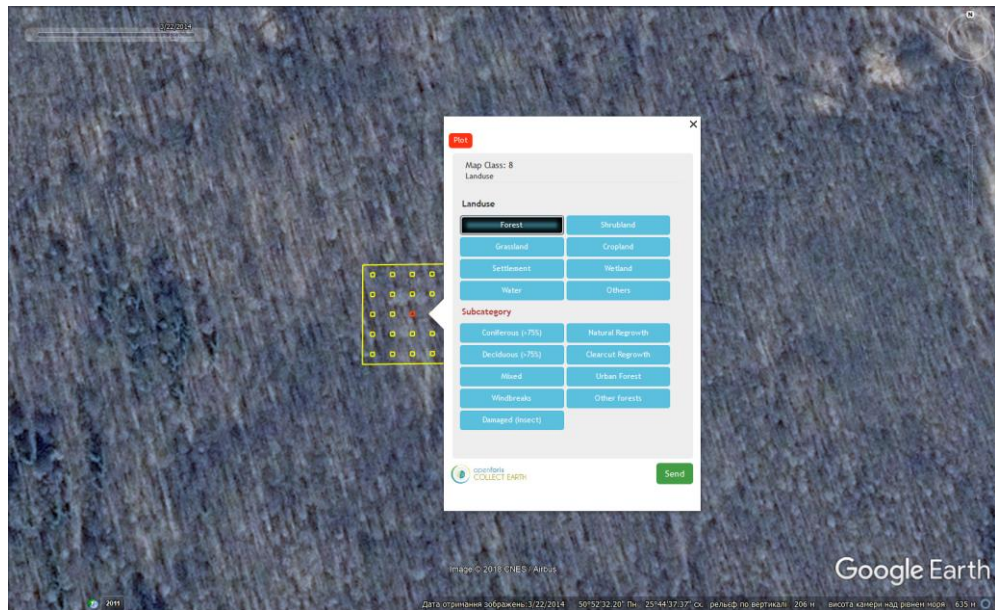 3/22/2014
N
Plot
Map Class: 8
Landuse
Landuse
Forest Shrubland
Grassland Cropland
Settlement Wetland
Water Others
Subcategory
Coniferous (>75%) Natural Regrowth
Deciduous (>75%) Clearcut Regrowth
Mixed Urban Forest
Windbreaks Other forests
Damaged (insect)
openforis
COLLECT EARTH
Send
Image © 2018 CNES / Airbus
Google Earth
2011
Дата отримання зображень:3/22/2014 50°52'32.20" Пн., 25°44'37.37" сх. рельєф по вертикалі 206 м висота камери над рівнем моря 635 м